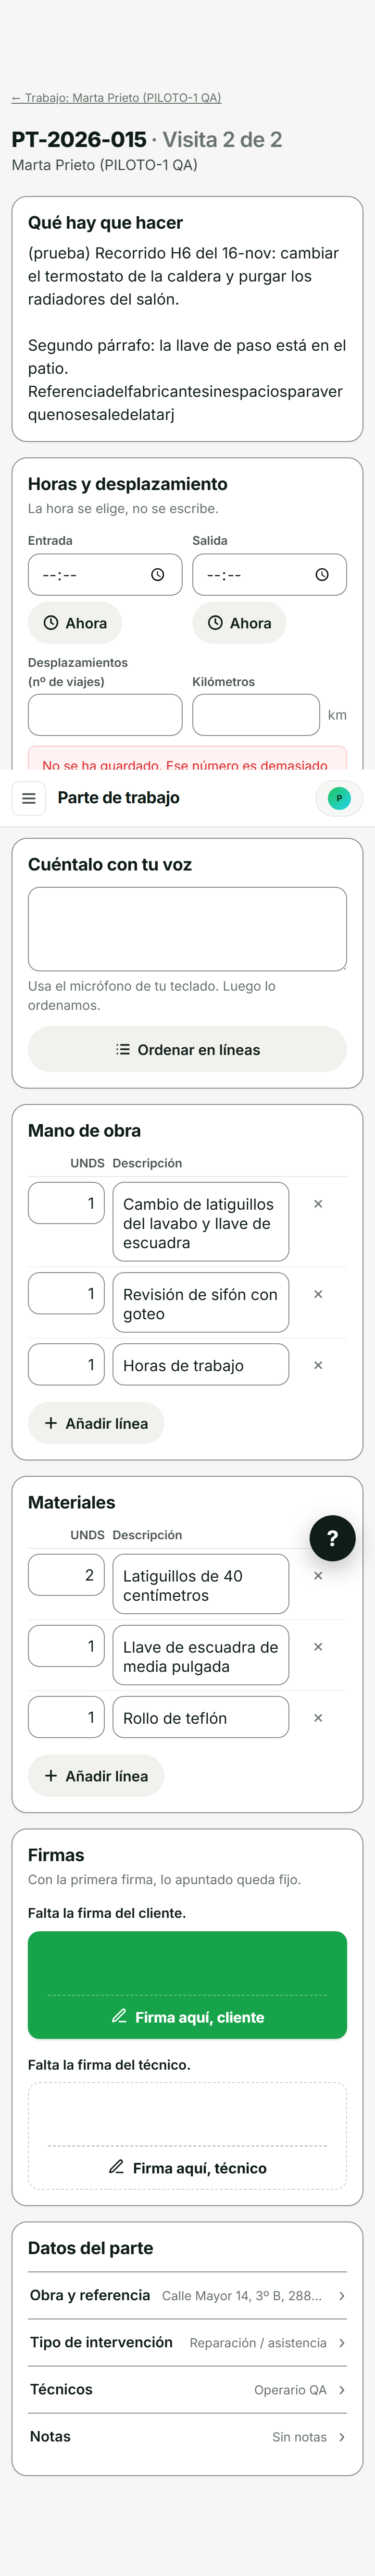 ← Trabajo: Marta Prieto (PILOTO-1 QA)
PT-2026-015 · Visita 2 de 2
Marta Prieto (PILOTO-1 QA)
Qué hay que hacer
(prueba) Recorrido H6 del 16-nov: cambiar
el termostato de la caldera y purgar los
radiadores del salón.
Segundo párrafo: la llave de paso está en el
patio.
Referenciadelfabricantesinespaciosparaver
quenosesaledelatarj
Horas y desplazamiento
La hora se elige, no se escribe.
Entrada Salida
--:-- --:--
Ahora Ahora
Desplazamientos
(nº de viajes) Kilómetros
km
No se ha guardado. Ese número es demasiado
Parte de trabajo P
Cuéntalo con tu voz
Usa el micrófono de tu teclado. Luego lo
ordenamos.
Ordenar en líneas
Mano de obra
UNDS Descripción
1 Cambio de latiguillos
del lavabo y llave de
escuadra
×
1 Revisión de sifón con
goteo
×
1 Horas de trabajo ×
+ Añadir línea
Materiales
UNDS Descripción
?
2 Latiguillos de 40
centímetros
×
1 Llave de escuadra de
media pulgada
×
1 Rollo de teflón ×
+ Añadir línea
Firmas
Con la primera firma, lo apuntado queda fijo.
Falta la firma del cliente.
Firma aquí, cliente
Falta la firma del técnico.
Firma aquí, técnico
Datos del parte
Obra y referencia Calle Mayor 14, 3º B, 288... ›
Tipo de intervención Reparación / asistencia ›
Técnicos Operario QA ›
Notas Sin notas ›